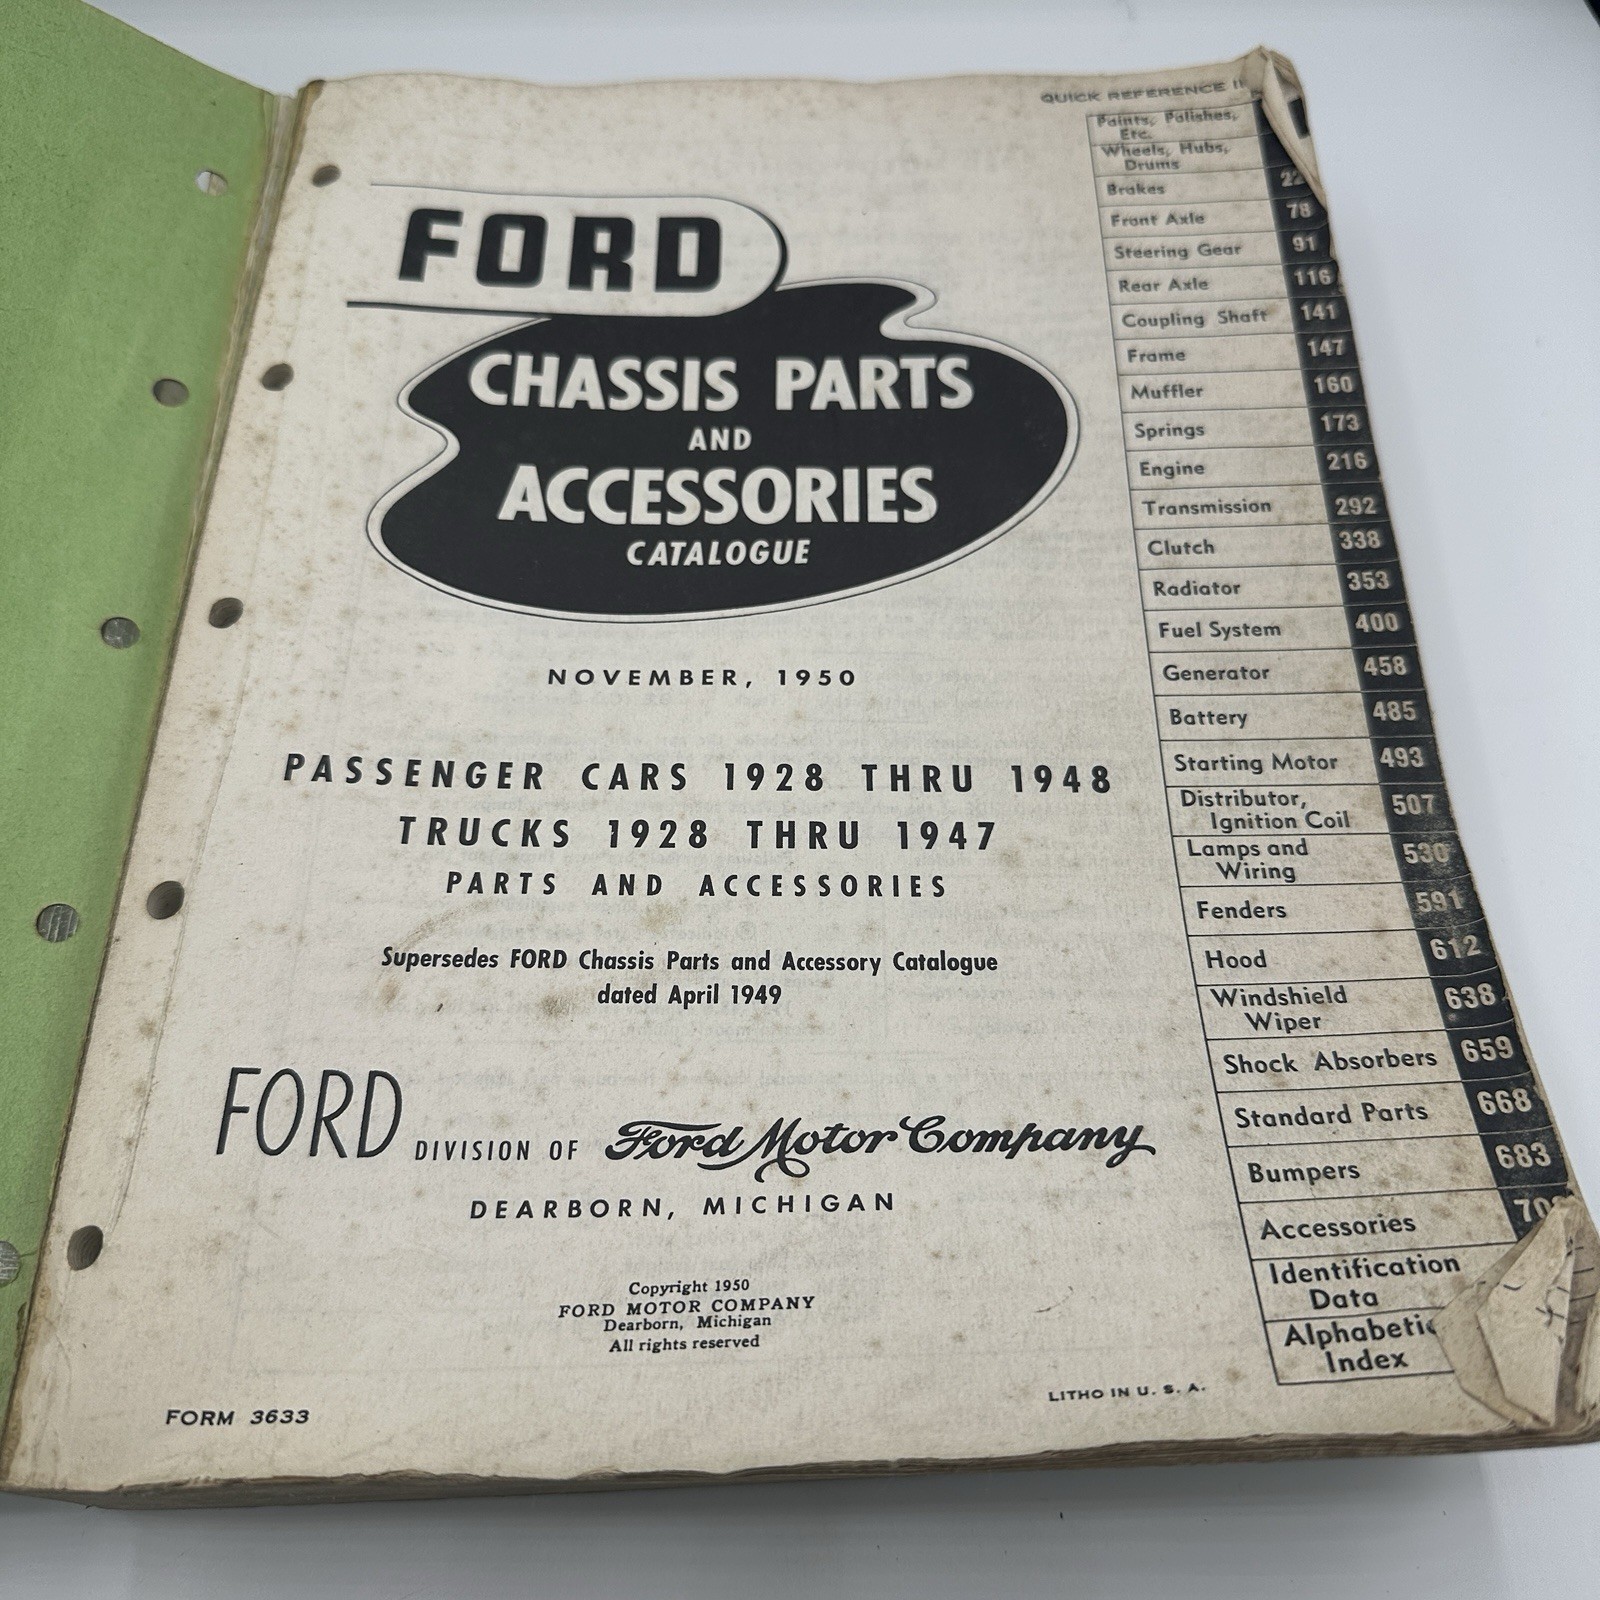 FORD
CHASSIS PARTS
AND
ACCESSORIES
CATALOGUE
NOVEMBER, 1950
PASSENGER CARS 1928 THRU 1948
TRUCKS 1928 THRU 1947
PARTS AND ACCESSORIES
Supersedes FORD Chassis Parts and Accessory Catalogue
dated April 1949
FORD DIVISION OF Ford Motor Company
DEARBORN, MICHIGAN
Copyright 1950
FORD MOTOR COMPANY
Dearborn, Michigan
All rights reserved
FORM 3633
LITHO IN U. S. A.
QUICK REFERENCE
Paints, Polishes,
Etc.
Wheels, Hubs,
Drums
Brakes 22
Front Axle 78
Steering Gear 91
Rear Axle 116
Coupling Shaft 141
Frame 147
Muffler 160
Springs 173
Engine 216
Transmission 292
Clutch 338
Radiator 353
Fuel System 400
Generator 458
Battery 485
Starting Motor 493
Distributor,
Ignition Coil 507
Lamps and
Wiring 530
Fenders 591
Hood 612
Windshield
Wiper 638
Shock Absorbers 659
Standard Parts 668
Bumpers 683
Accessories
Identification
Data
Alphabetic
Index